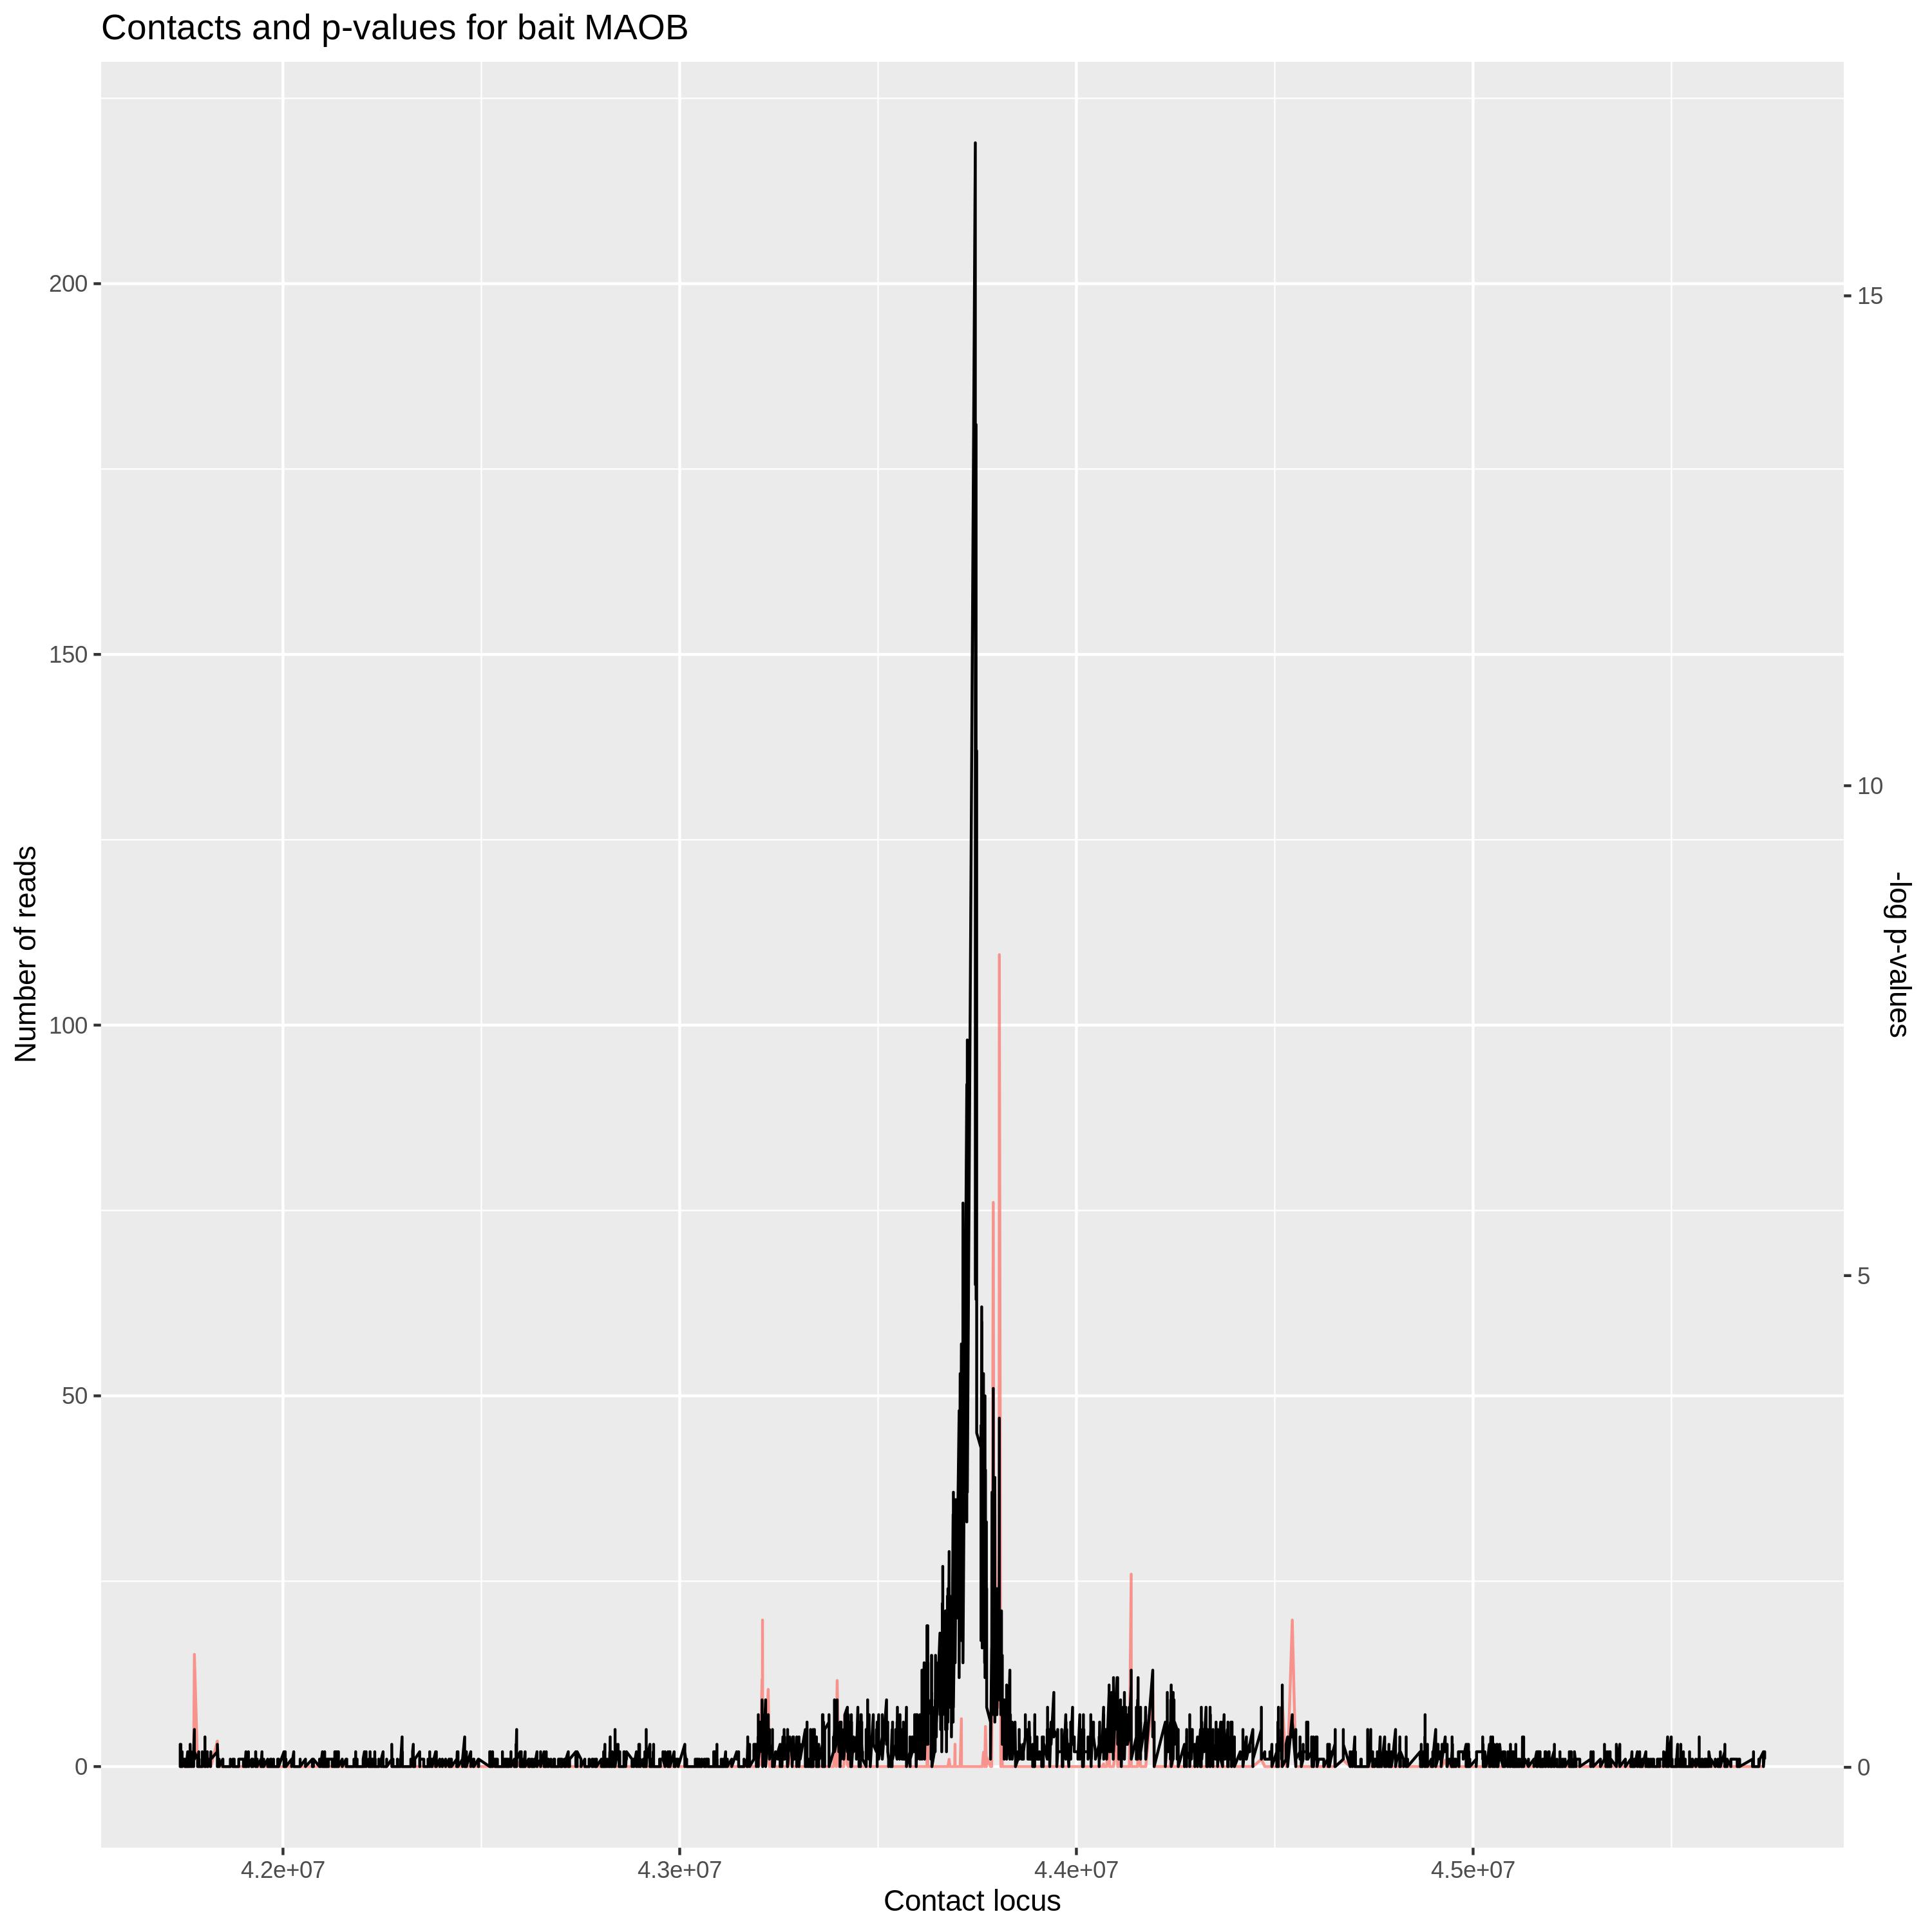 Contacts and p-values for bait MAOB
Number of reads
200
150
100
50
0
15
10
5
0
-log p-values
4.2e+07
4.3e+07
4.4e+07
4.5e+07
Contact locus